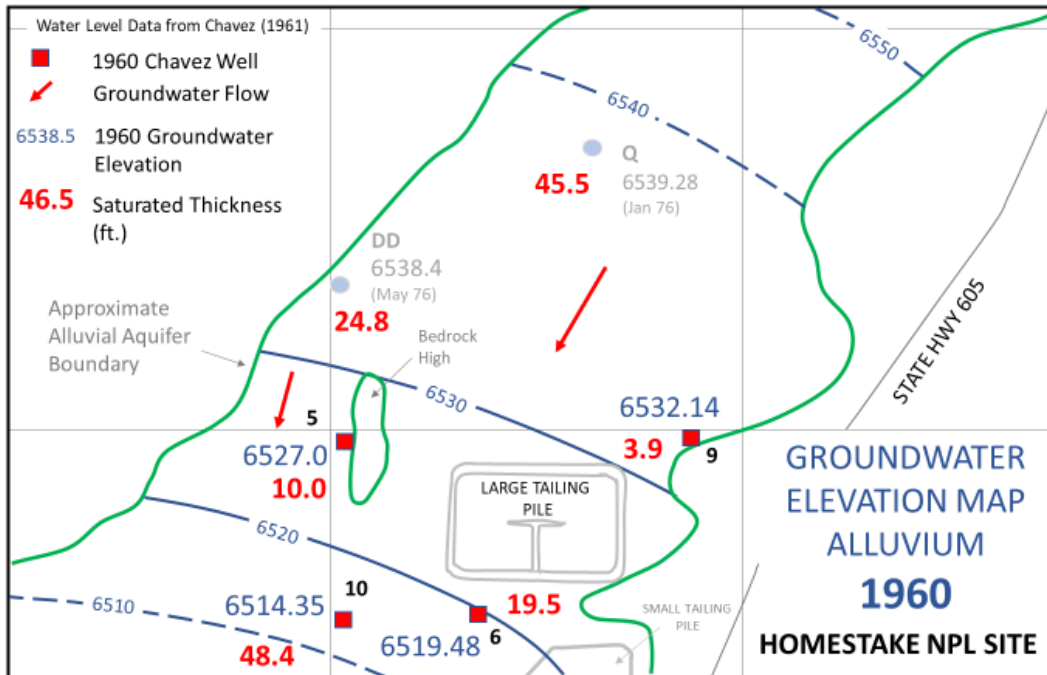 Water Level Data from Chavez (1961)
1960 Chavez Well
Groundwater Flow
6538.5 1960 Groundwater
Elevation
46.5 Saturated Thickness
(ft.)
6550
6540
Q
45.5
6539.28
(Jan 76)
DD
6538.4
(May 76)
24.8
Approximate
Alluvial Aquifer
Boundary
Bedrock
High
STATE HWY 605
6530
5
6532.14
6527.0
3.9
9
10.0
LARGE TAILING
PILE
GROUNDWATER
ELEVATION MAP
ALLUVIUM
1960
HOMESTAKE NPL SITE
6520
10
6510
6514.35
19.5
6
SMALL TAILING
PILE
6519.48
48.4